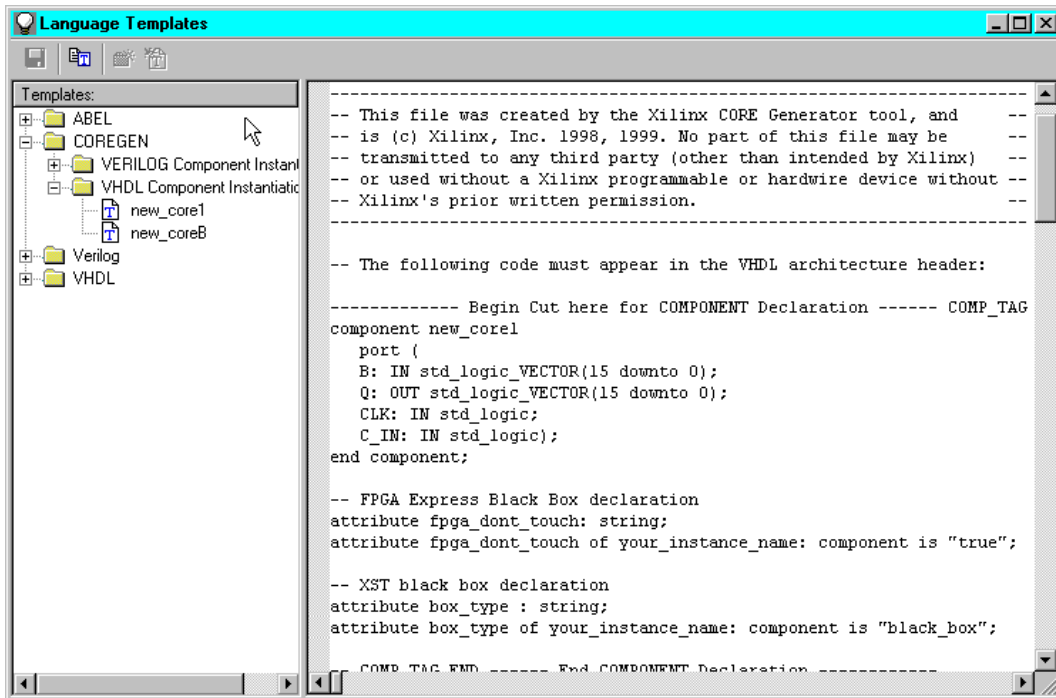 Language Templates
Templates:
ABEL
COREGEN
VERILOG Component Instant
VHDL Component Instantiatic
new_core1
new_coreB
Verilog
VHDL
------------------------------------------------------------------------
-- This file was created by the Xilinx CORE Generator tool, and     --
-- is (c) Xilinx, Inc. 1998, 1999. No part of this file may be      --
-- transmitted to any third party (other than intended by Xilinx)   --
-- or used without a Xilinx programmable or hardwire device without --
-- Xilinx's prior written permission.                               --
------------------------------------------------------------------------
-- The following code must appear in the VHDL architecture header:
------------- Begin Cut here for COMPONENT Declaration ------ COMP_TAG
component new_core1
port (
B: IN std_logic_VECTOR(15 downto 0);
Q: OUT std_logic_VECTOR(15 downto 0);
CLK: IN std_logic;
C_IN: IN std_logic);
end component;
-- FPGA Express Black Box declaration
attribute fpga_dont_touch: string;
attribute fpga_dont_touch of your_instance_name: component is "true";
-- XST black box declaration
attribute box_type : string;
attribute box_type of your_instance_name: component is "black_box";
-- COMP_TAG_END ------ End COMPONENT Declaration ------------